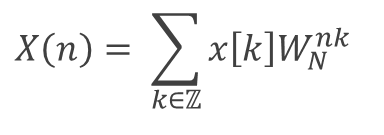 X(n) = ∑_{k∈ℤ} x[k]W_N^{nk}